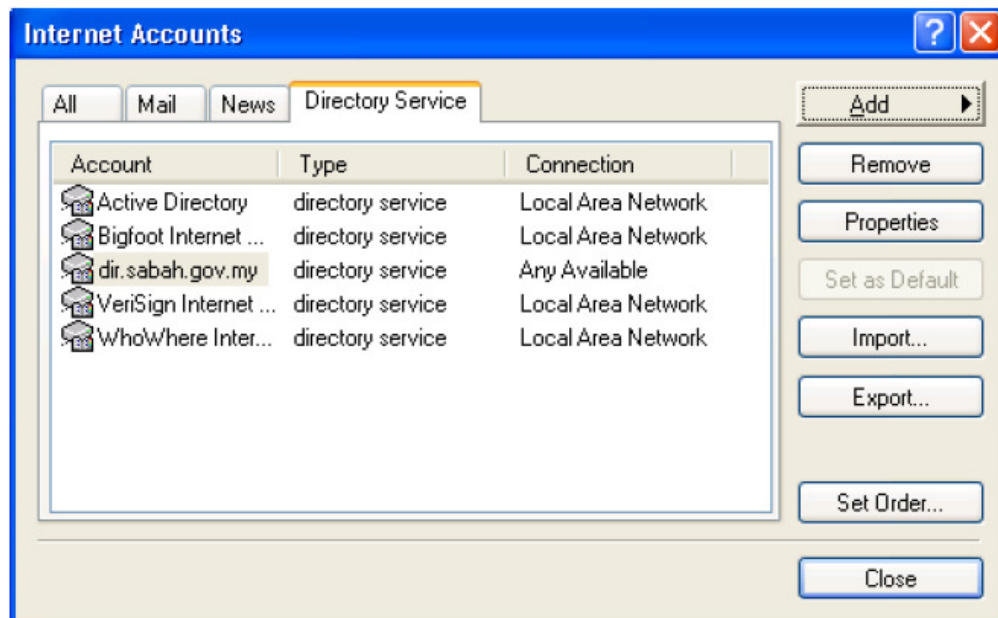 Internet Accounts
All Mail News Directory Service
Add
Remove
Properties
Set as Default
Import...
Export...
Set Order...
Close
Account Type Connection
Active Directory directory service Local Area Network
Bigfoot Internet ... directory service Local Area Network
dir.sabah.gov.my directory service Any Available
VeriSign Internet ... directory service Local Area Network
WhoWhere Inter... directory service Local Area Network